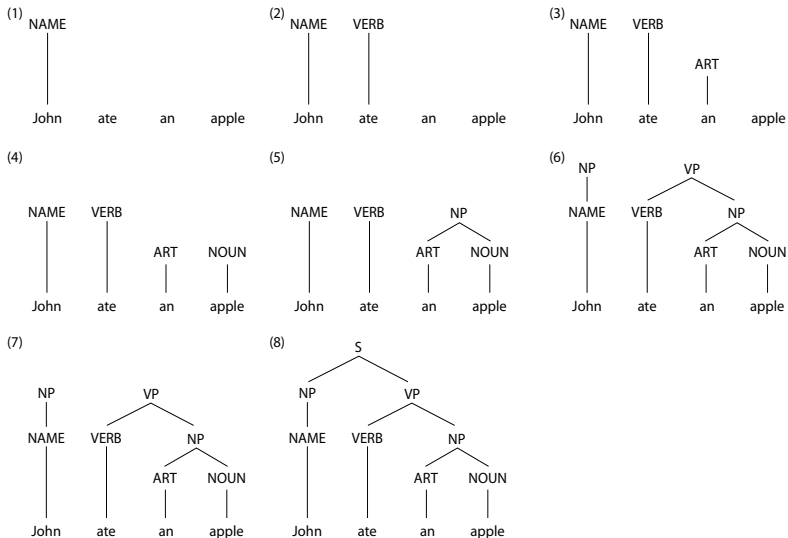 (1) (2) (3)
NAME NAME VERB NAME VERB
ART
John ate an apple John ate an apple John ate an apple
(4) (5) (6)
NP VP
NAME VERB NAME VERB NP NAME VERB NP
ART NOUN ART NOUN ART NOUN
John ate an apple John ate an apple John ate an apple
(7) (8)
S
NP VP NP VP
NAME VERB NP NAME VERB NP
ART NOUN ART NOUN
John ate an apple John ate an apple